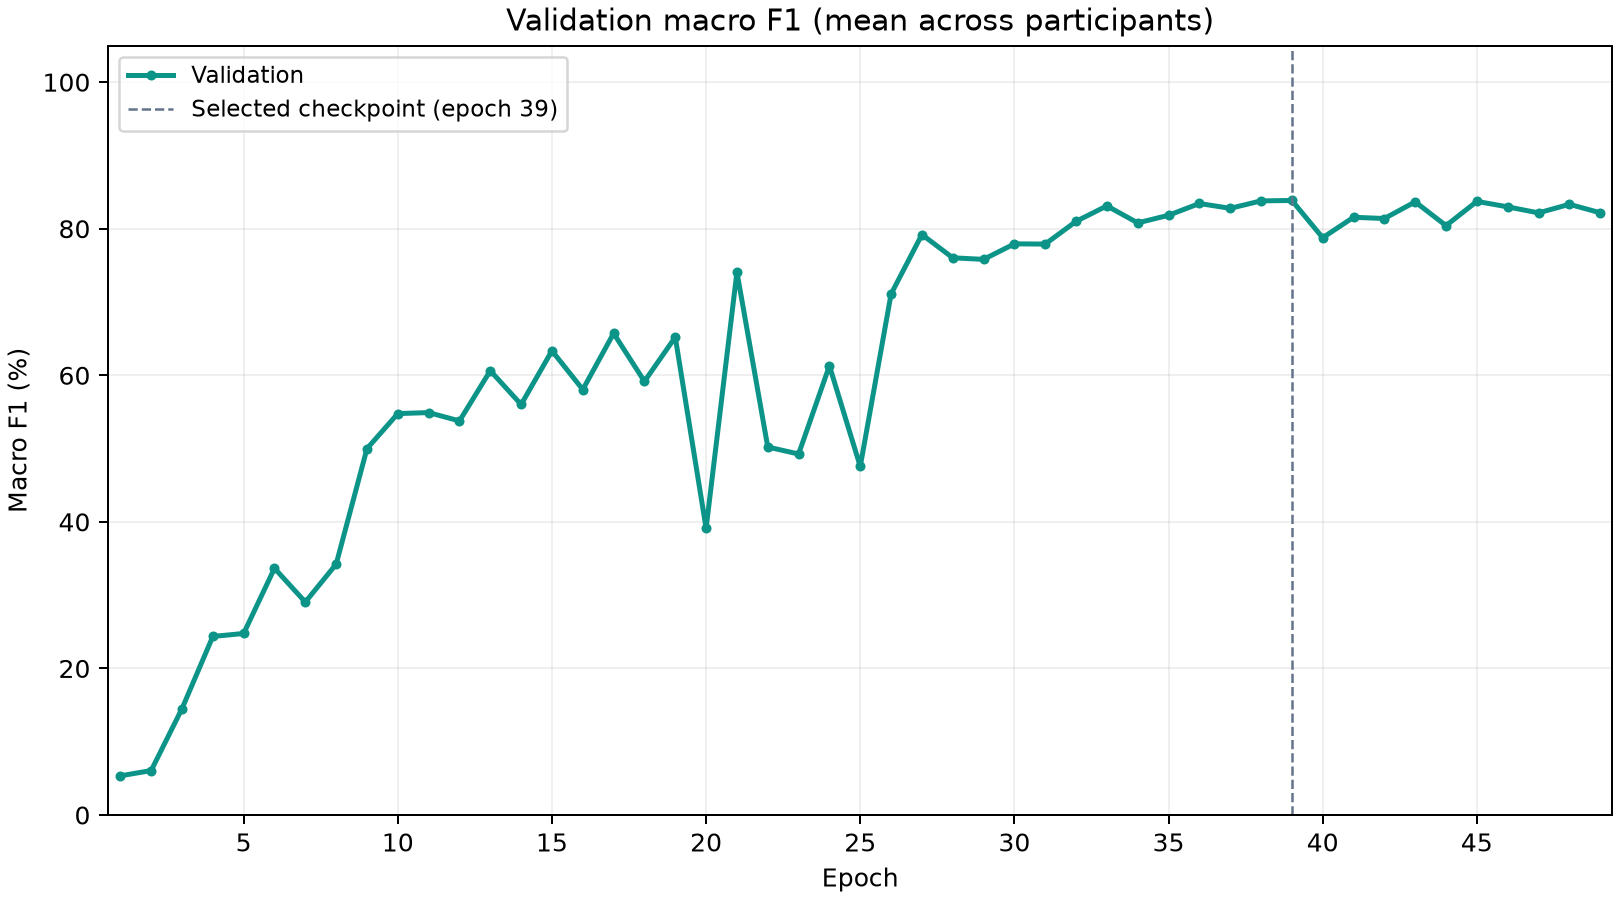 Validation macro F1 (mean across participants)
Validation
Selected checkpoint (epoch 39)
Macro F1 (%)
100
80
60
40
20
0
5 10 15 20 25 30 35 40 45
Epoch